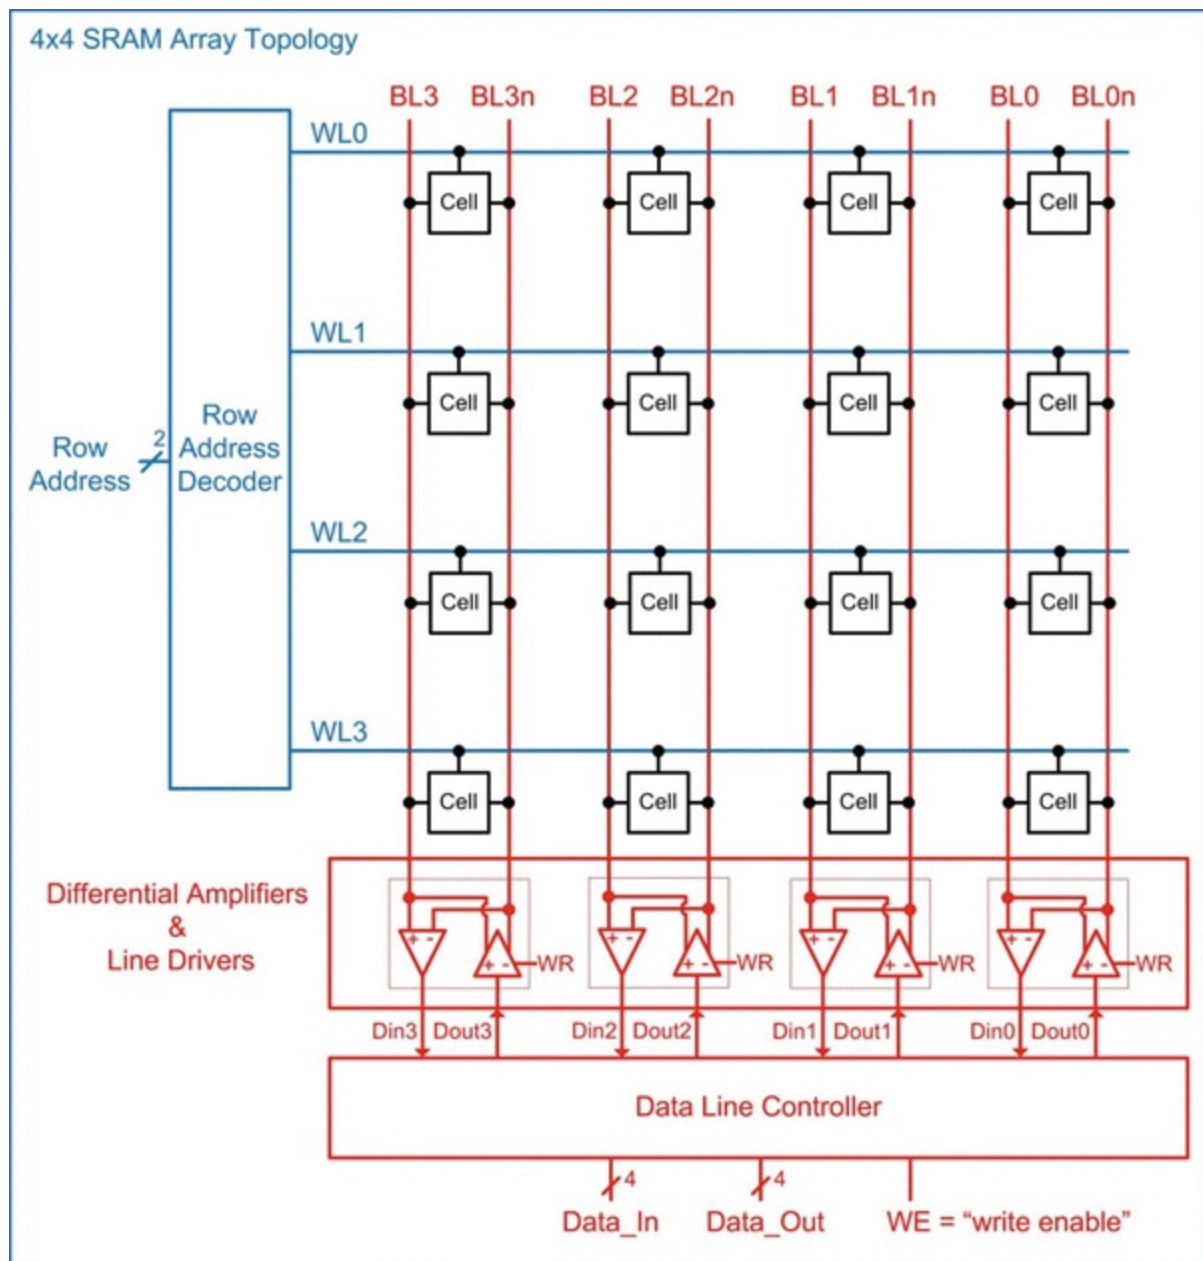 4x4 SRAM Array Topology
BL3 BL3n BL2 BL2n BL1 BL1n BL0 BL0n
WL0
Cell Cell Cell Cell
WL1
Cell Cell Cell Cell
Row
Address
2
Row
Address
Decoder
WL2
Cell Cell Cell Cell
WL3
Cell Cell Cell Cell
Differential Amplifiers
&
Line Drivers
+ - + - WR + - + - WR + - + - WR + - + - WR
Din3 Dout3 Din2 Dout2 Din1 Dout1 Din0 Dout0
Data Line Controller
4 4
Data_In Data_Out WE = “write enable”